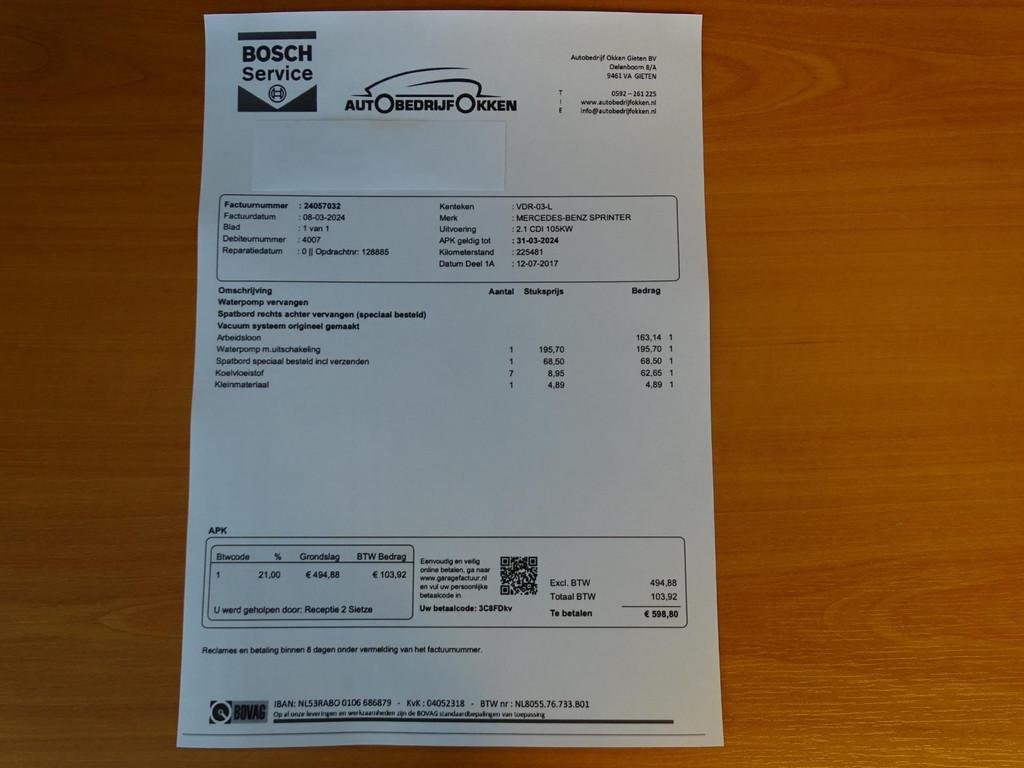 BOSCH
Service
AUTOBEDRIJFOKKEN
Autobedrijf Okken Gieten BV
Oelenboom 8/A
9461 VA GIETEN
T 0592 – 261 225
I www.autobedrijfokken.nl
E info@autobedrijfokken.nl
Factuurnummer : 24057032
Factuurdatum : 08-03-2024
Blad : 1 van 1
Debiteurnummer : 4007
Reparatiedatum : 0 || Opdrachtnr: 128885
Kenteken : VDR-03-L
Merk : MERCEDES-BENZ SPRINTER
Uitvoering : 2.1 CDI 105KW
APK geldig tot : 31-03-2024
Kilometerstand : 225481
Datum Deel 1A : 12-07-2017
Omschrijving Aantal Stuksprijs Bedrag
Waterpomp vervangen
Spatbord rechts achter vervangen (speciaal besteld)
Vacuum systeem origineel gemaakt
Arbeidsloon 163,14 1
Waterpomp m.uitschakeling 1 195,70 195,70 1
Spatbord speciaal besteld incl verzenden 1 68,50 68,50 1
Koelvloeistof 7 8,95 62,65 1
Kleinmateriaal 1 4,89 4,89 1
APK
Btwcode % Grondslag BTW Bedrag
1 21,00 € 494,88 € 103,92
U werd geholpen door: Receptie 2 Sietze
Eenvoudig en veilig
online betalen, ga naar
www.garagefactuur.nl
en vul uw persoonlijke
betaalcode in.
Uw betaalcode: 3C8FDkv
Excl. BTW 494,88
Totaal BTW 103,92
Te betalen € 598,80
Reclames en betaling binnen 8 dagen onder vermelding van het factuurnummer.
BOVAG
IBAN: NL53RABO 0106 686879 - KvK : 04052318 - BTW nr : NL8055.76.733.B01
Op al onze leveringen en werkzaamheden zijn de BOVAG standaardbepalingen van toepassing